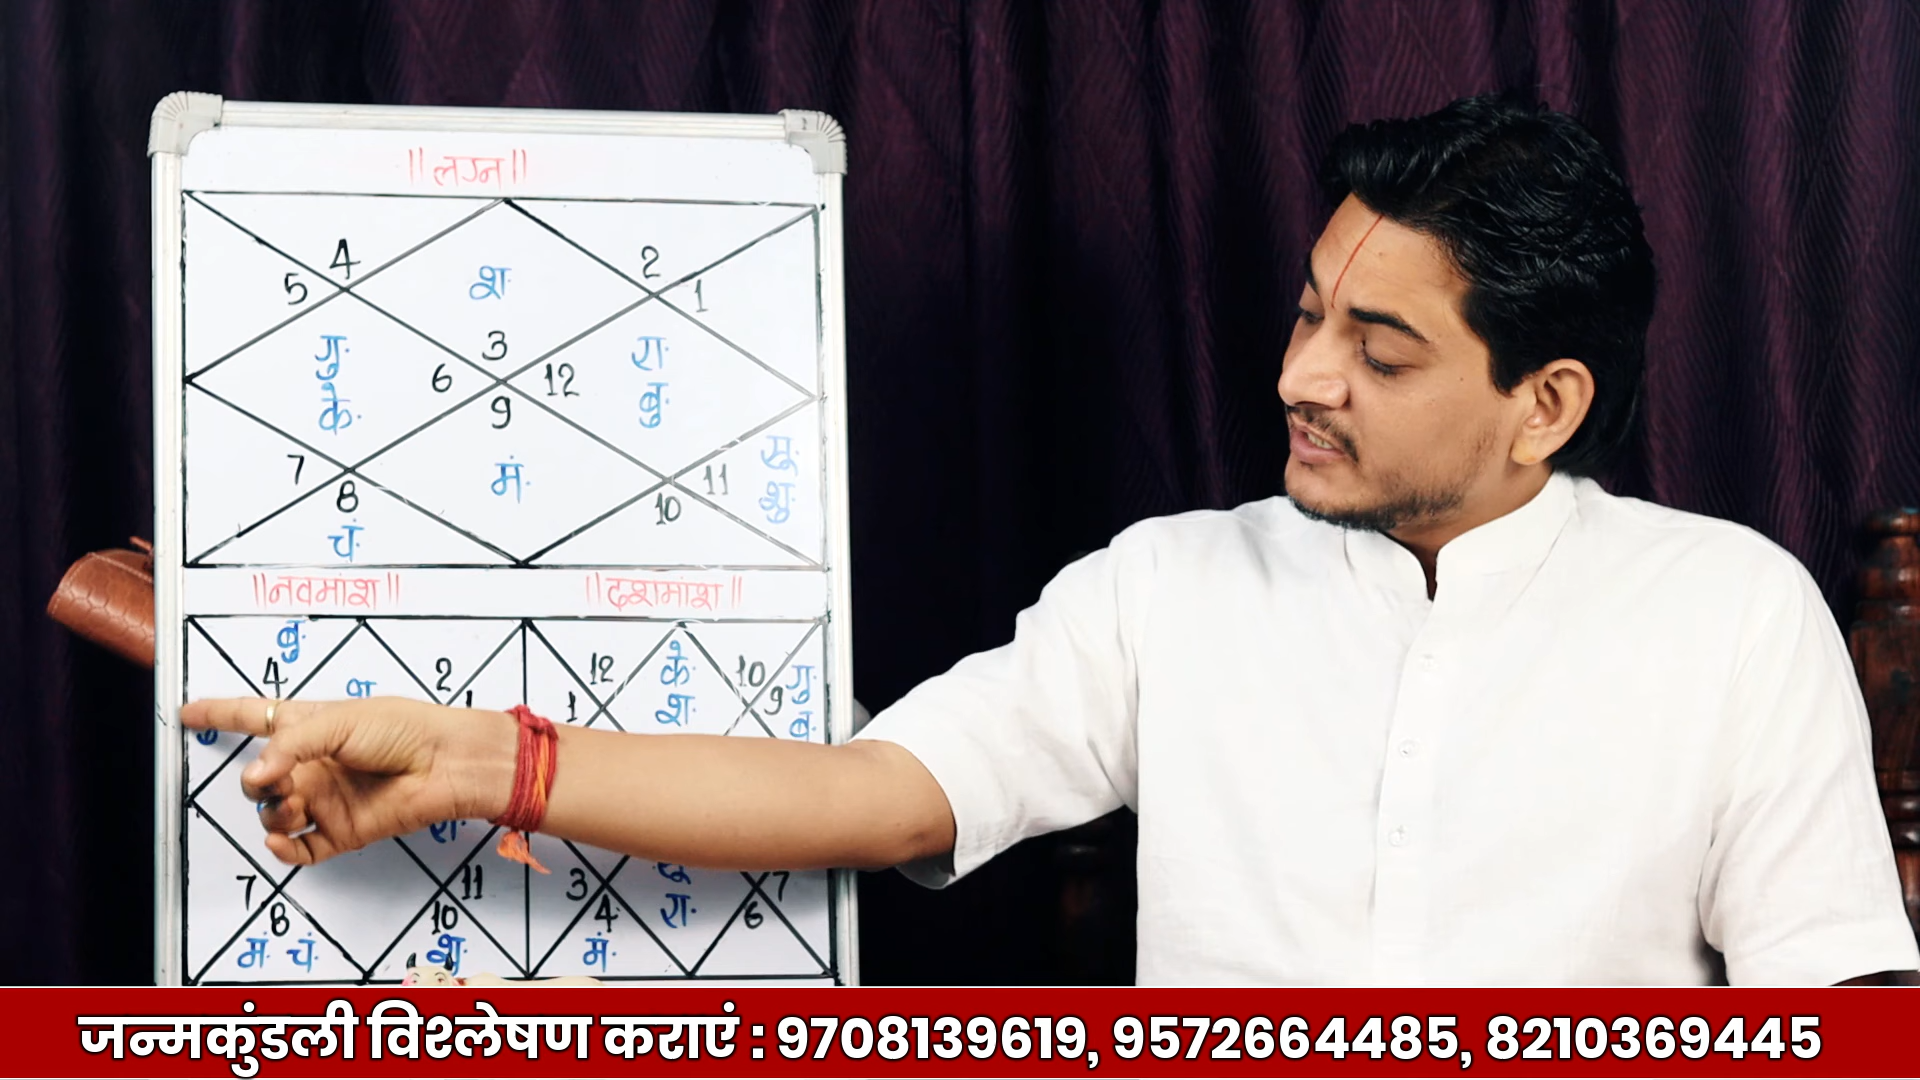 ||लग्न||
4 2
5 श. 1
गु. 3 रा.
के. 6 12 बु.
9 सू.
7 मं. 11 शु.
8 10
चं.
||नवमांश|| ||दशमांश||
बु. के.
4 2 12 10 गु.
श. 1 1 श. 9 बु.
रा.
7 11 3 7
8 10 4 रा. 6
मं. चं. शु. मं.
जन्मकुंडली विश्लेषण कराएं : 9708139619, 9572664485, 8210369445